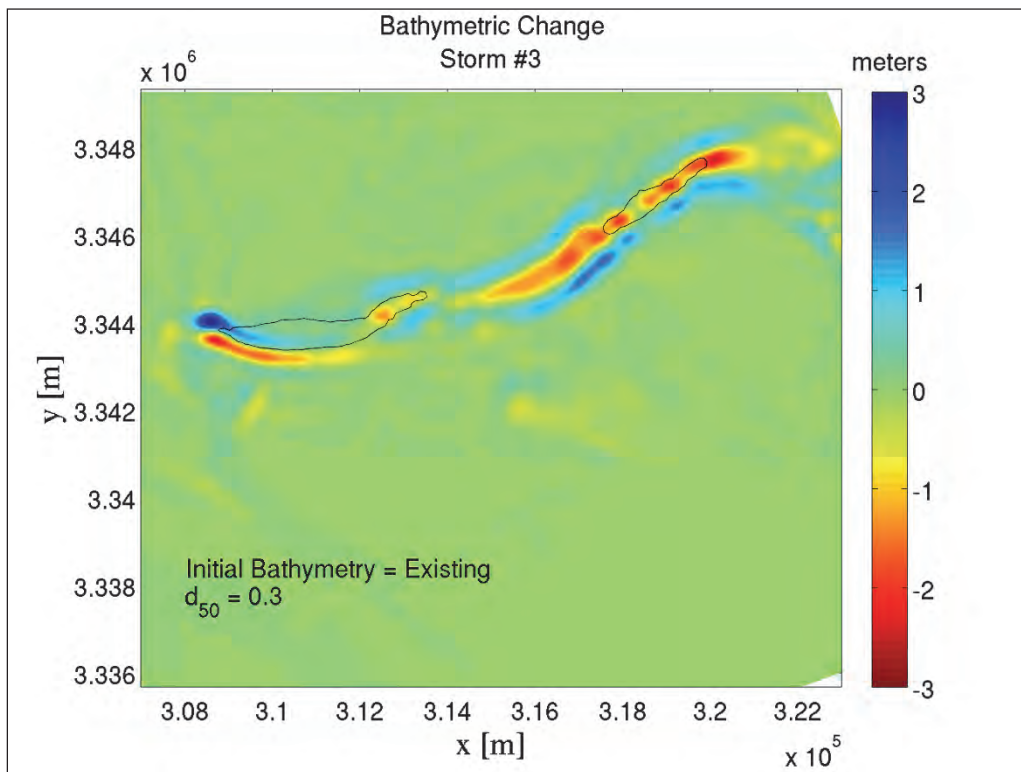 Bathymetric Change
Storm #3
x 10^6
meters
3.348
3.346
3.344
3.342
3.34
3.338
3.336
y [m]
3
2
1
0
-1
-2
-3
Initial Bathymetry = Existing
d_50 = 0.3
3.08
3.1
3.12
3.14
3.16
3.18
3.2
3.22
x [m]
x 10^5